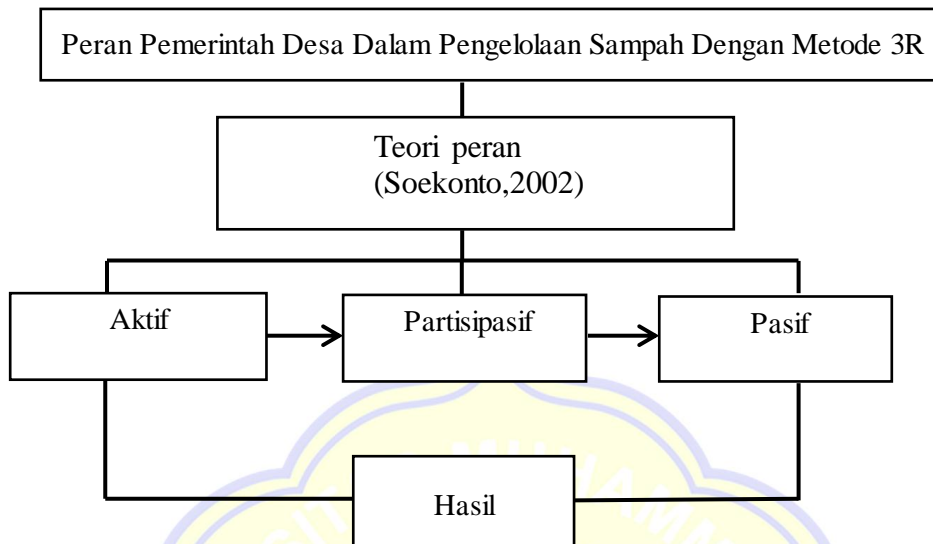 Peran Pemerintah Desa Dalam Pengelolaan Sampah Dengan Metode 3R
Teori peran
(Soekonto,2002)
Aktif
Partisipasif
Pasif
Hasil